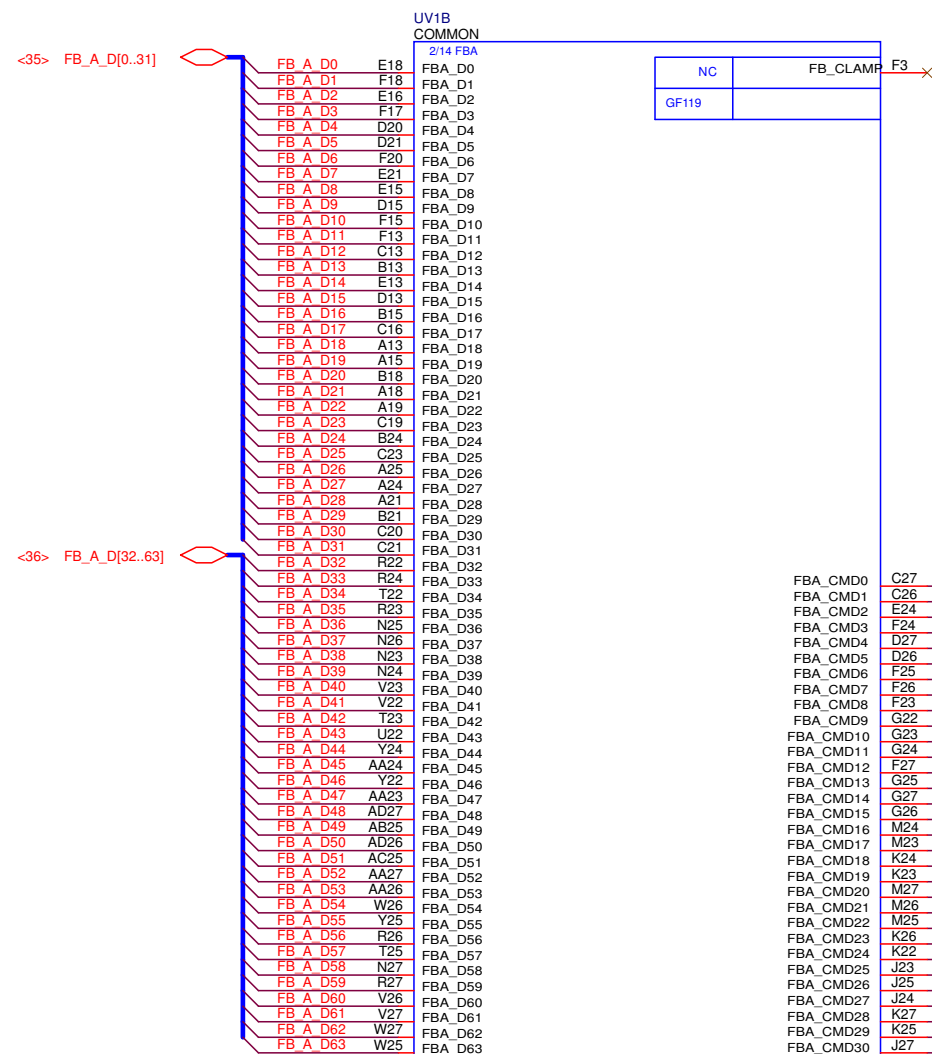 UV1B
COMMON
2/14 FBA
<35> FB_A_D[0..31]
NC FB_CLAMP F3
GF119
FB_A_D0 E18 FBA_D0
FB_A_D1 F18 FBA_D1
FB_A_D2 E16 FBA_D2
FB_A_D3 F17 FBA_D3
FB_A_D4 D20 FBA_D4
FB_A_D5 D21 FBA_D5
FB_A_D6 F20 FBA_D6
FB_A_D7 E21 FBA_D7
FB_A_D8 E15 FBA_D8
FB_A_D9 D15 FBA_D9
FB_A_D10 F15 FBA_D10
FB_A_D11 F13 FBA_D11
FB_A_D12 C13 FBA_D12
FB_A_D13 B13 FBA_D13
FB_A_D14 E13 FBA_D14
FB_A_D15 D13 FBA_D15
FB_A_D16 B15 FBA_D16
FB_A_D17 C16 FBA_D17
FB_A_D18 A13 FBA_D18
FB_A_D19 A15 FBA_D19
FB_A_D20 B18 FBA_D20
FB_A_D21 A18 FBA_D21
FB_A_D22 A19 FBA_D22
FB_A_D23 C19 FBA_D23
FB_A_D24 B24 FBA_D24
FB_A_D25 C23 FBA_D25
FB_A_D26 A25 FBA_D26
FB_A_D27 A24 FBA_D27
FB_A_D28 A21 FBA_D28
FB_A_D29 B21 FBA_D29
FB_A_D30 C20 FBA_D30
FB_A_D31 C21 FBA_D31
<36> FB_A_D[32..63]
FB_A_D32 R22 FBA_D32
FB_A_D33 R24 FBA_D33
FB_A_D34 T22 FBA_D34
FB_A_D35 R23 FBA_D35
FB_A_D36 N25 FBA_D36
FB_A_D37 N26 FBA_D37
FB_A_D38 N23 FBA_D38
FB_A_D39 N24 FBA_D39
FB_A_D40 V23 FBA_D40
FB_A_D41 V22 FBA_D41
FB_A_D42 T23 FBA_D42
FB_A_D43 U22 FBA_D43
FB_A_D44 Y24 FBA_D44
FB_A_D45 AA24 FBA_D45
FB_A_D46 Y22 FBA_D46
FB_A_D47 AA23 FBA_D47
FB_A_D48 AD27 FBA_D48
FB_A_D49 AB25 FBA_D49
FB_A_D50 AD26 FBA_D50
FB_A_D51 AC25 FBA_D51
FB_A_D52 AA27 FBA_D52
FB_A_D53 AA26 FBA_D53
FB_A_D54 W26 FBA_D54
FB_A_D55 Y25 FBA_D55
FB_A_D56 R26 FBA_D56
FB_A_D57 T25 FBA_D57
FB_A_D58 N27 FBA_D58
FB_A_D59 R27 FBA_D59
FB_A_D60 V26 FBA_D60
FB_A_D61 V27 FBA_D61
FB_A_D62 W27 FBA_D62
FB_A_D63 W25 FBA_D63
FBA_CMD0 C27
FBA_CMD1 C26
FBA_CMD2 E24
FBA_CMD3 F24
FBA_CMD4 D27
FBA_CMD5 D26
FBA_CMD6 F25
FBA_CMD7 F26
FBA_CMD8 F23
FBA_CMD9 G22
FBA_CMD10 G23
FBA_CMD11 G24
FBA_CMD12 F27
FBA_CMD13 G25
FBA_CMD14 G27
FBA_CMD15 G26
FBA_CMD16 M24
FBA_CMD17 M23
FBA_CMD18 K24
FBA_CMD19 K23
FBA_CMD20 M27
FBA_CMD21 M26
FBA_CMD22 M25
FBA_CMD23 K26
FBA_CMD24 K22
FBA_CMD25 J23
FBA_CMD26 J25
FBA_CMD27 J24
FBA_CMD28 K27
FBA_CMD29 K25
FBA_CMD30 J27